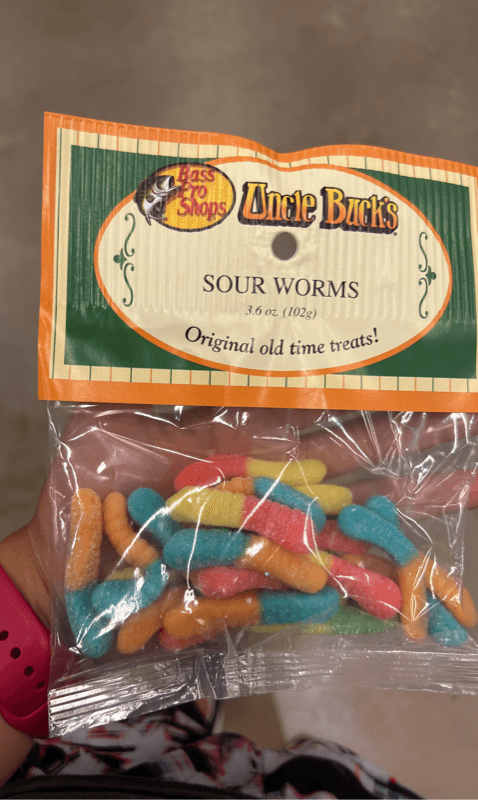 Bass
Pro
Shops
Uncle Buck's
SOUR WORMS
3.6 oz. (102g)
Original old time treats!